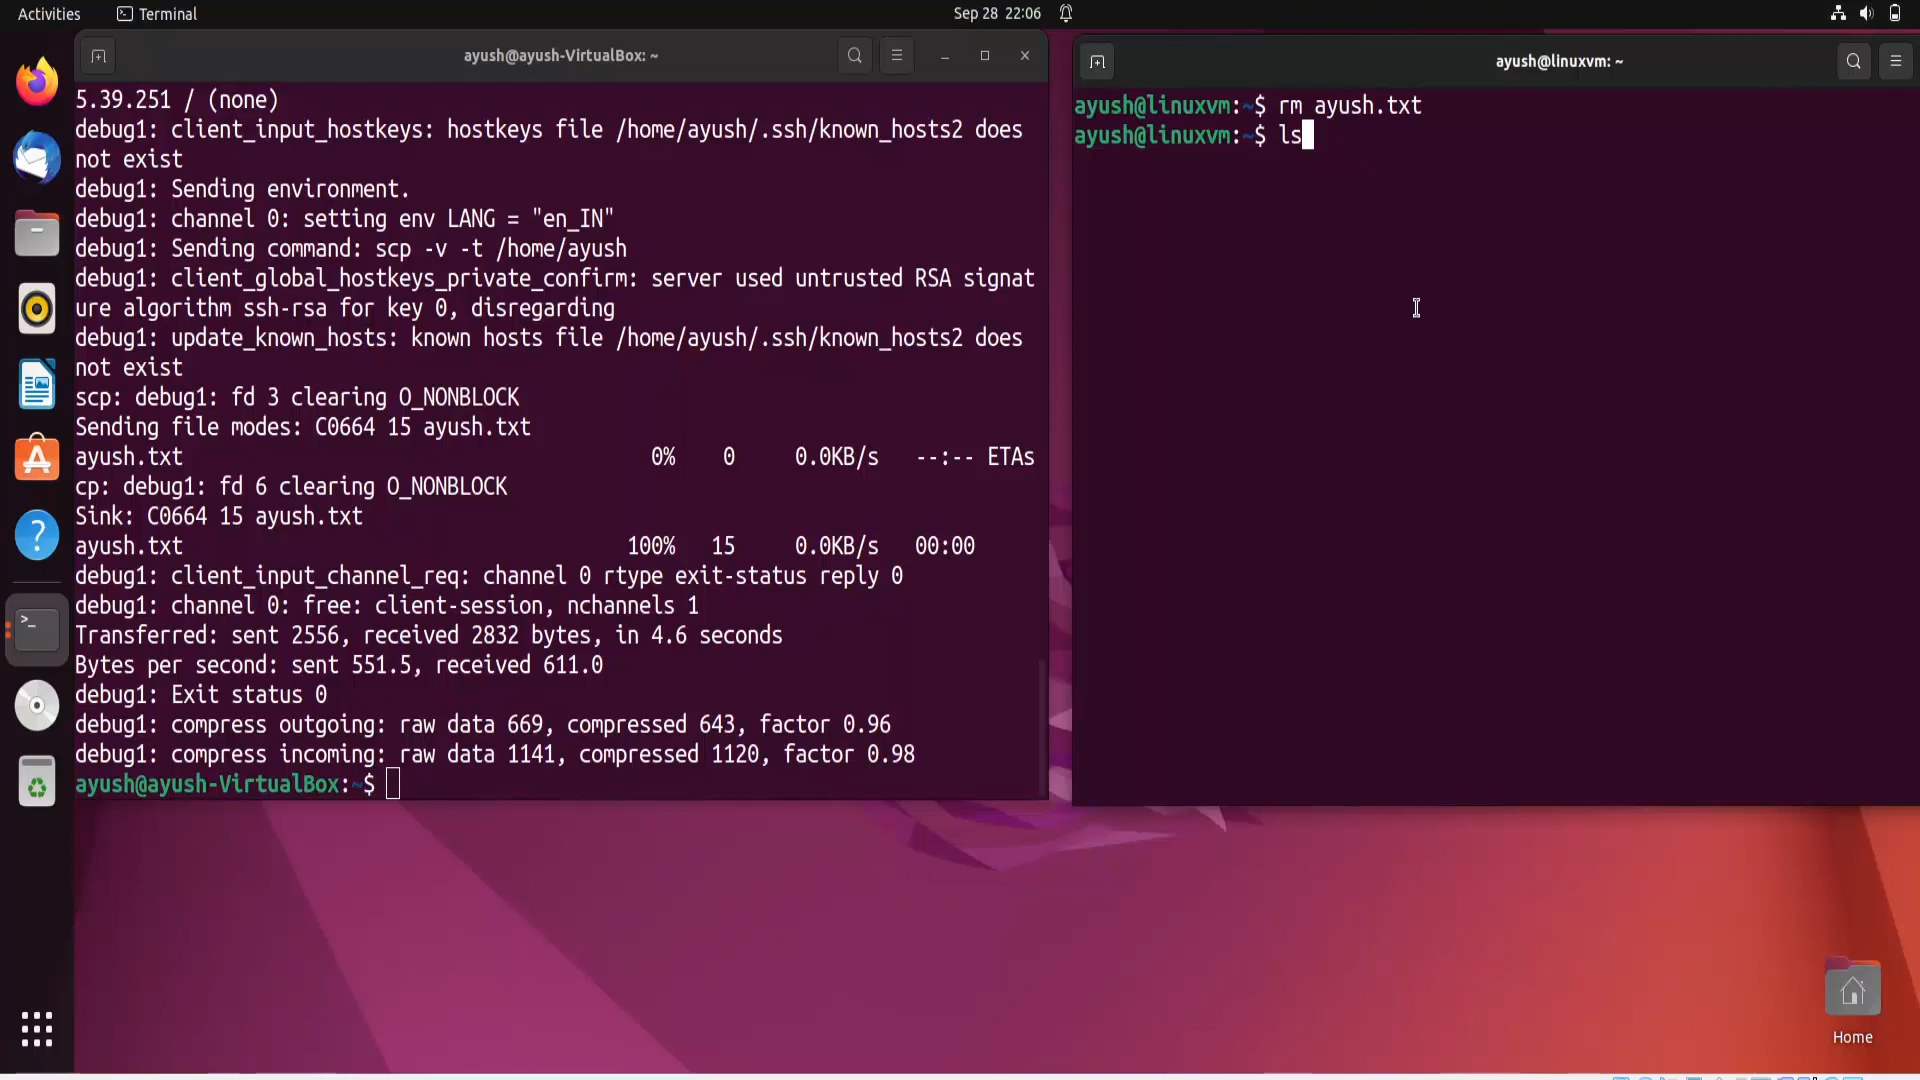 Activities
Terminal
Sep 28 22:06
ayush@ayush-VirtualBox: ~
5.39.251 / (none)
debug1: client_input_hostkeys: hostkeys file /home/ayush/.ssh/known_hosts2 does
not exist
debug1: Sending environment.
debug1: channel 0: setting env LANG = "en_IN"
debug1: Sending command: scp -v -t /home/ayush
debug1: client_global_hostkeys_private_confirm: server used untrusted RSA signat
ure algorithm ssh-rsa for key 0, disregarding
debug1: update_known_hosts: known hosts file /home/ayush/.ssh/known_hosts2 does
not exist
scp: debug1: fd 3 clearing O_NONBLOCK
Sending file modes: C0664 15 ayush.txt
ayush.txt 0% 0 0.0KB/s --:-- ETAs
cp: debug1: fd 6 clearing O_NONBLOCK
Sink: C0664 15 ayush.txt
ayush.txt 100% 15 0.0KB/s 00:00
debug1: client_input_channel_req: channel 0 rtype exit-status reply 0
debug1: channel 0: free: client-session, nchannels 1
Transferred: sent 2556, received 2832 bytes, in 4.6 seconds
Bytes per second: sent 551.5, received 611.0
debug1: Exit status 0
debug1: compress outgoing: raw data 669, compressed 643, factor 0.96
debug1: compress incoming: raw data 1141, compressed 1120, factor 0.98
ayush@ayush-VirtualBox:~$
ayush@linuxvm: ~
ayush@linuxvm:~$ rm ayush.txt
ayush@linuxvm:~$ ls
Home